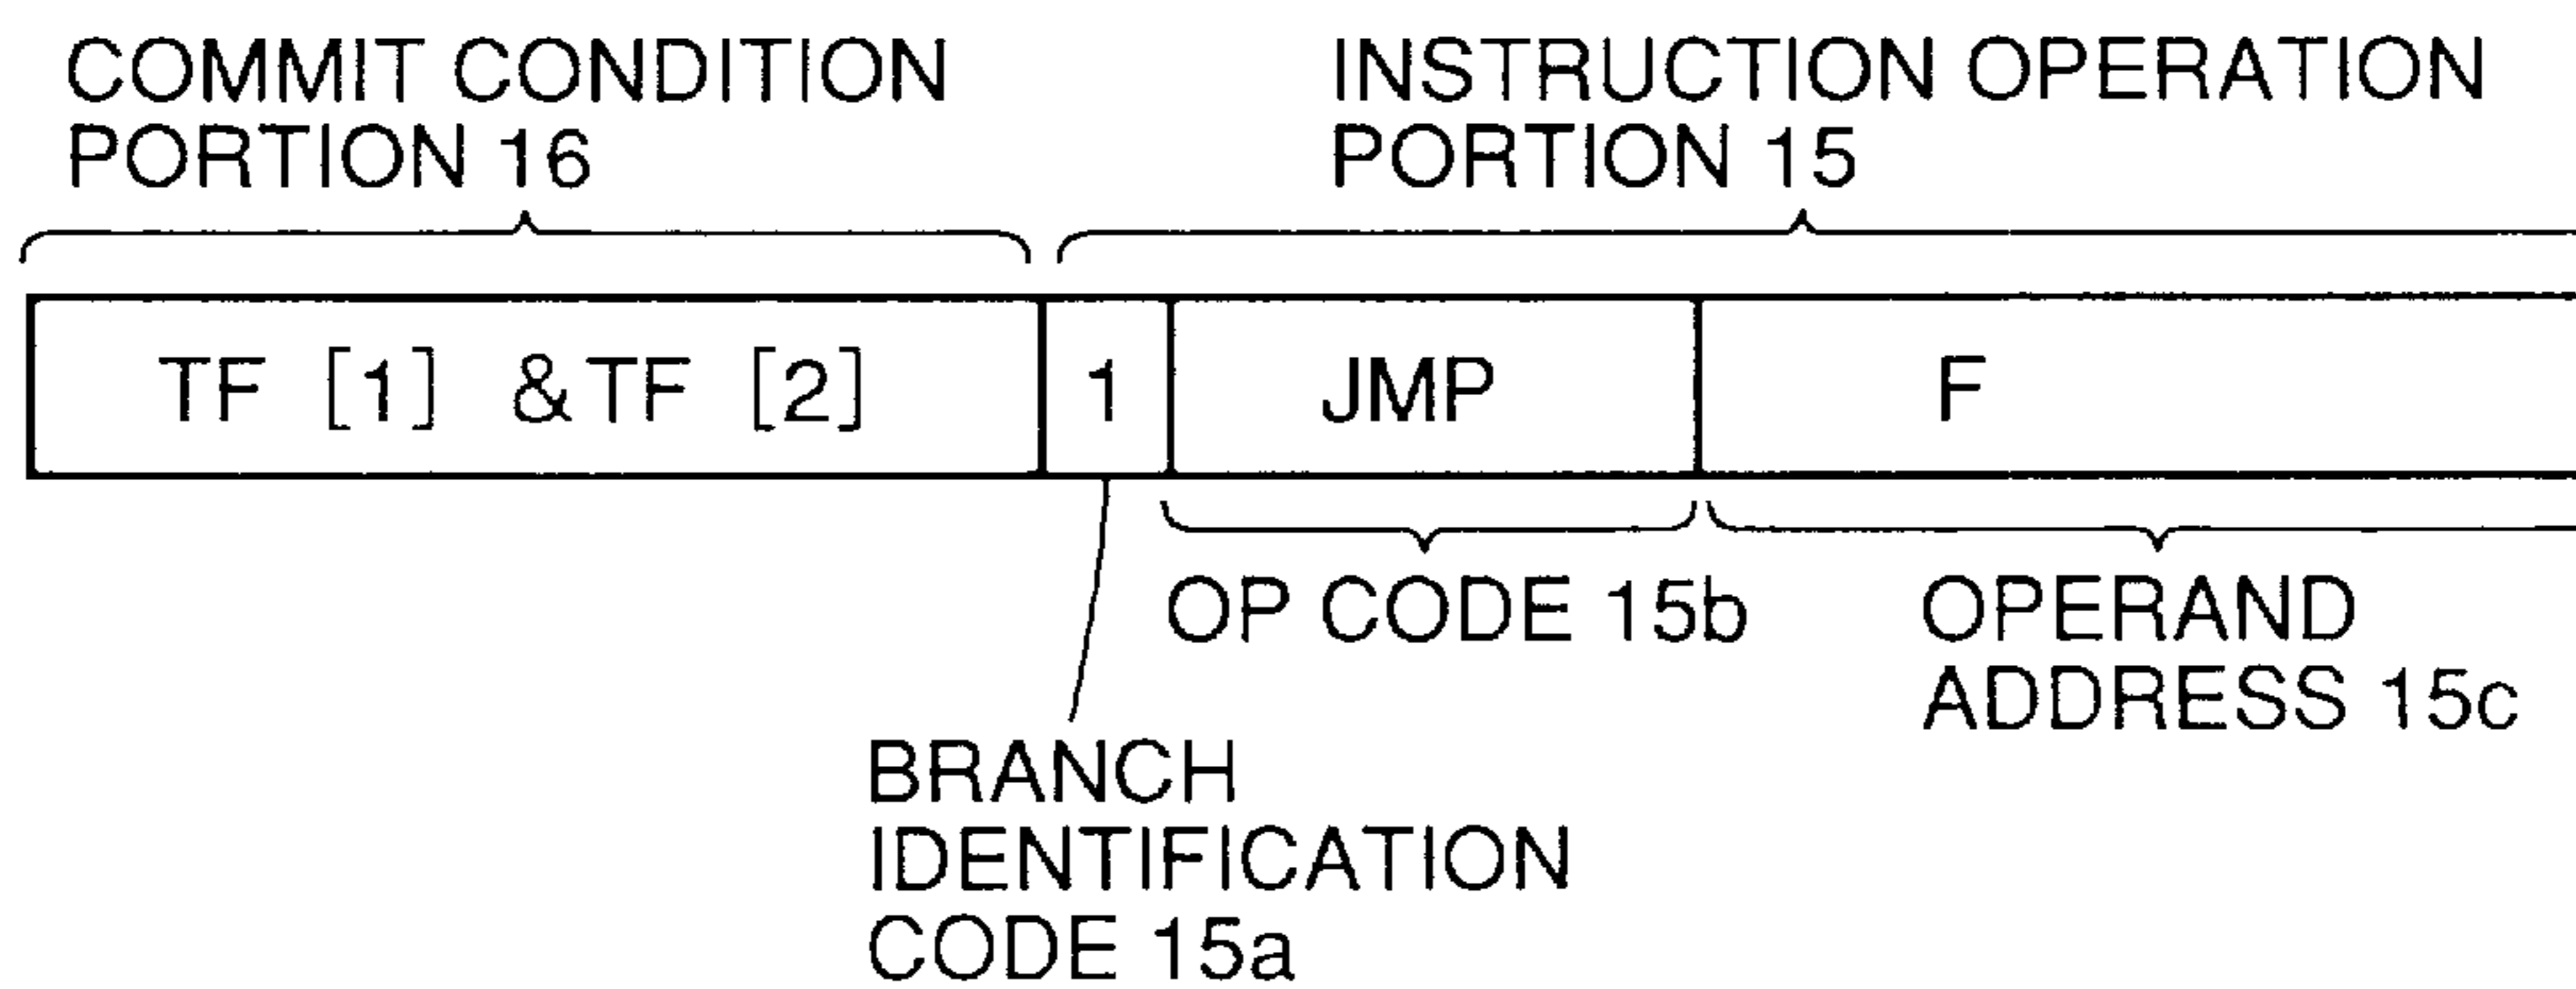 COMMIT CONDITION
PORTION 16
INSTRUCTION OPERATION
PORTION 15
TF [1] &TF [2]
1
JMP
F
OP CODE 15b
OPERAND
ADDRESS 15c
BRANCH
IDENTIFICATION
CODE 15a